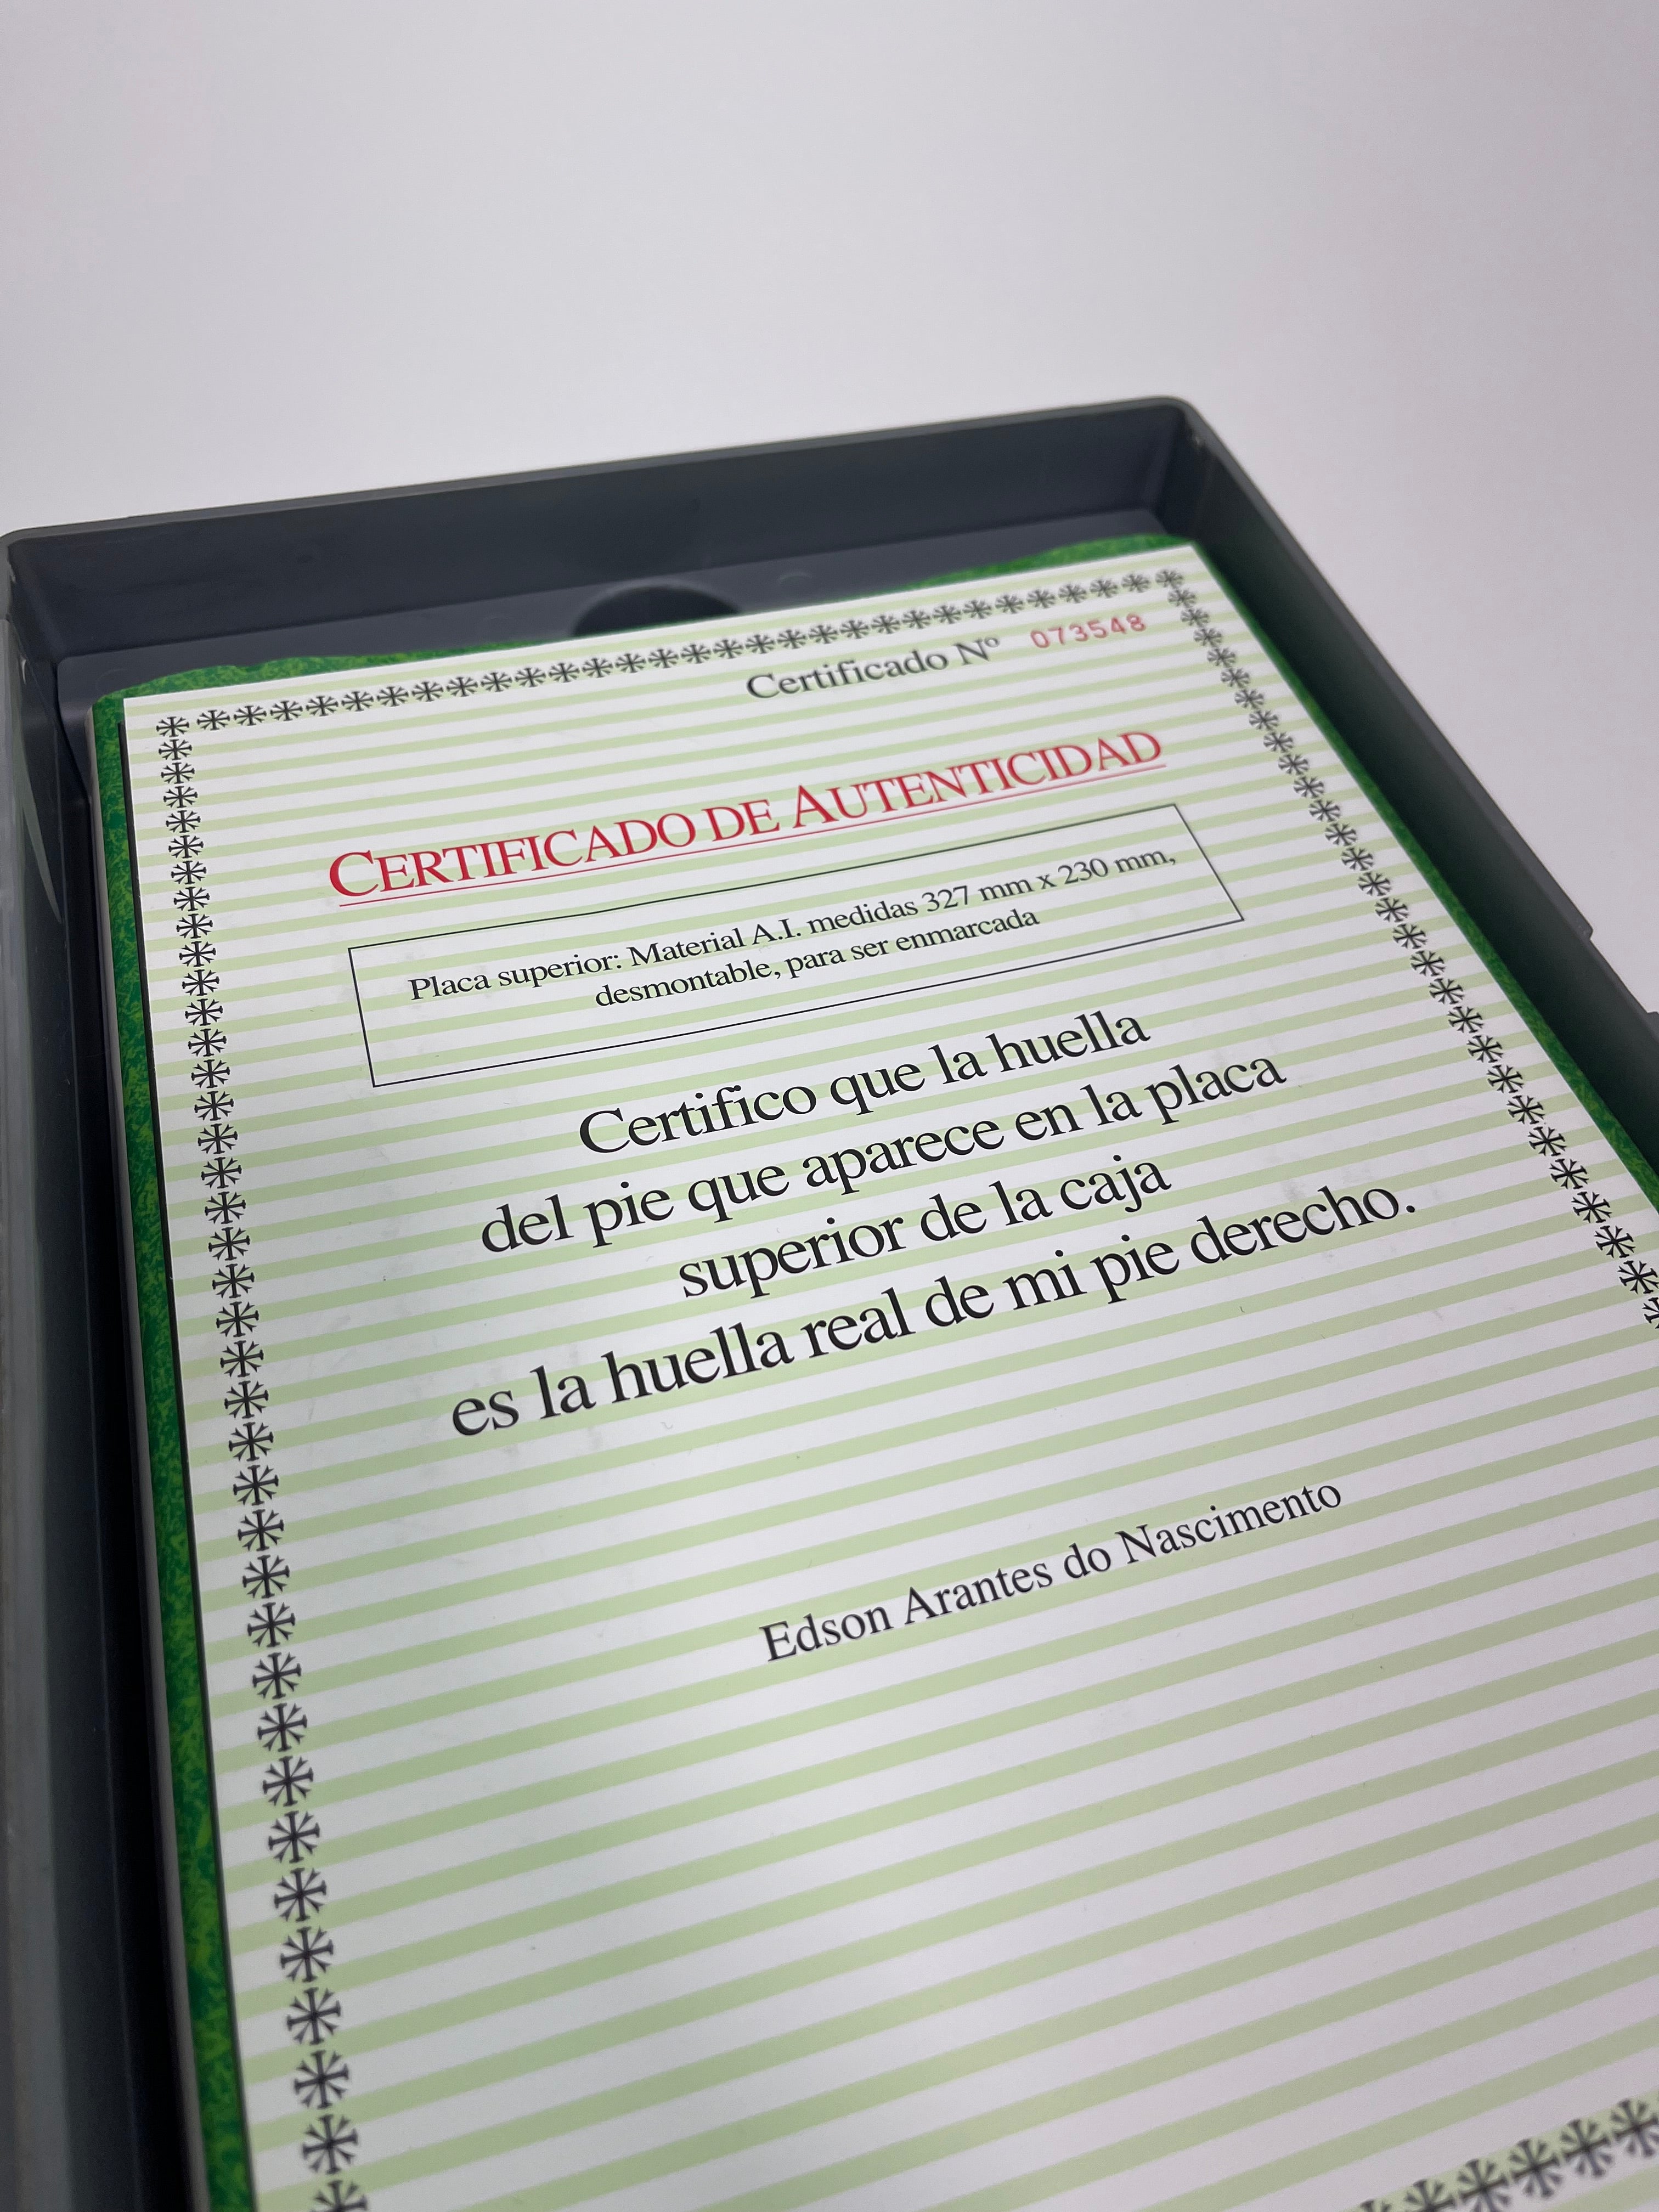 Certificado Nº 073548
CERTIFICADO DE AUTENTICIDAD
Placa superior: Material A.I. medidas 327 mm x 230 mm,
desmontable, para ser enmarcada
Certifico que la huella
del pie que aparece en la placa
superior de la caja
es la huella real de mi pie derecho.
Edson Arantes do Nascimento